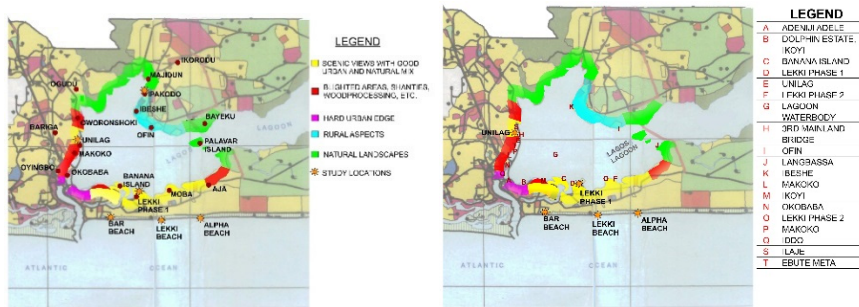 IKORODU
MAJIGUN
OGUDU
IPAKODO
IBESHE
OWORONSHOKI
OFIN
BAYEKU
BARIGA
UNILAG
LAGOON
PALAVAR
ISLAND
MAKOKO
LAGOS
OYINGBO
OKOBABA
BANANA
ISLAND
MOBA
AJA
LEKKI
PHASE 1
BAR
BEACH
LEKKI
BEACH
ALPHA
BEACH
ATLANTIC OCEAN
LEGEND
SCENIC VIEWS WITH GOOD
URBAN AND NATURAL MIX
BLIGHTED AREAS, SHANTIES,
WOODPROCESSING, ETC.
HARD URBAN EDGE
RURAL ASPECTS
NATURAL LANDSCAPES
STUDY LOCATIONS
K
UNILAG
H
I
LAGOS
LAGOON
G
B
M
C
D
O F
LEKKI
PHASE 1
BAR
BEACH
LEKKI
BEACH
ALPHA
BEACH
ATLANTIC OCEAN
LEGEND
A ADENIJI ADELE
B DOLPHIN ESTATE,
IKOYI
C BANANA ISLAND
D LEKKI PHASE 1
E UNILAG
F LEKKI PHASE 2
G LAGOON
WATERBODY
H 3RD MAINLAND
BRIDGE
I OFIN
J LANGBASSA
K IBESHE
L MAKOKO
M IKOYI
N OKOBABA
O LEKKI PHASE 2
P MAKOKO
Q IDDO
S ILAJE
T EBUTE META